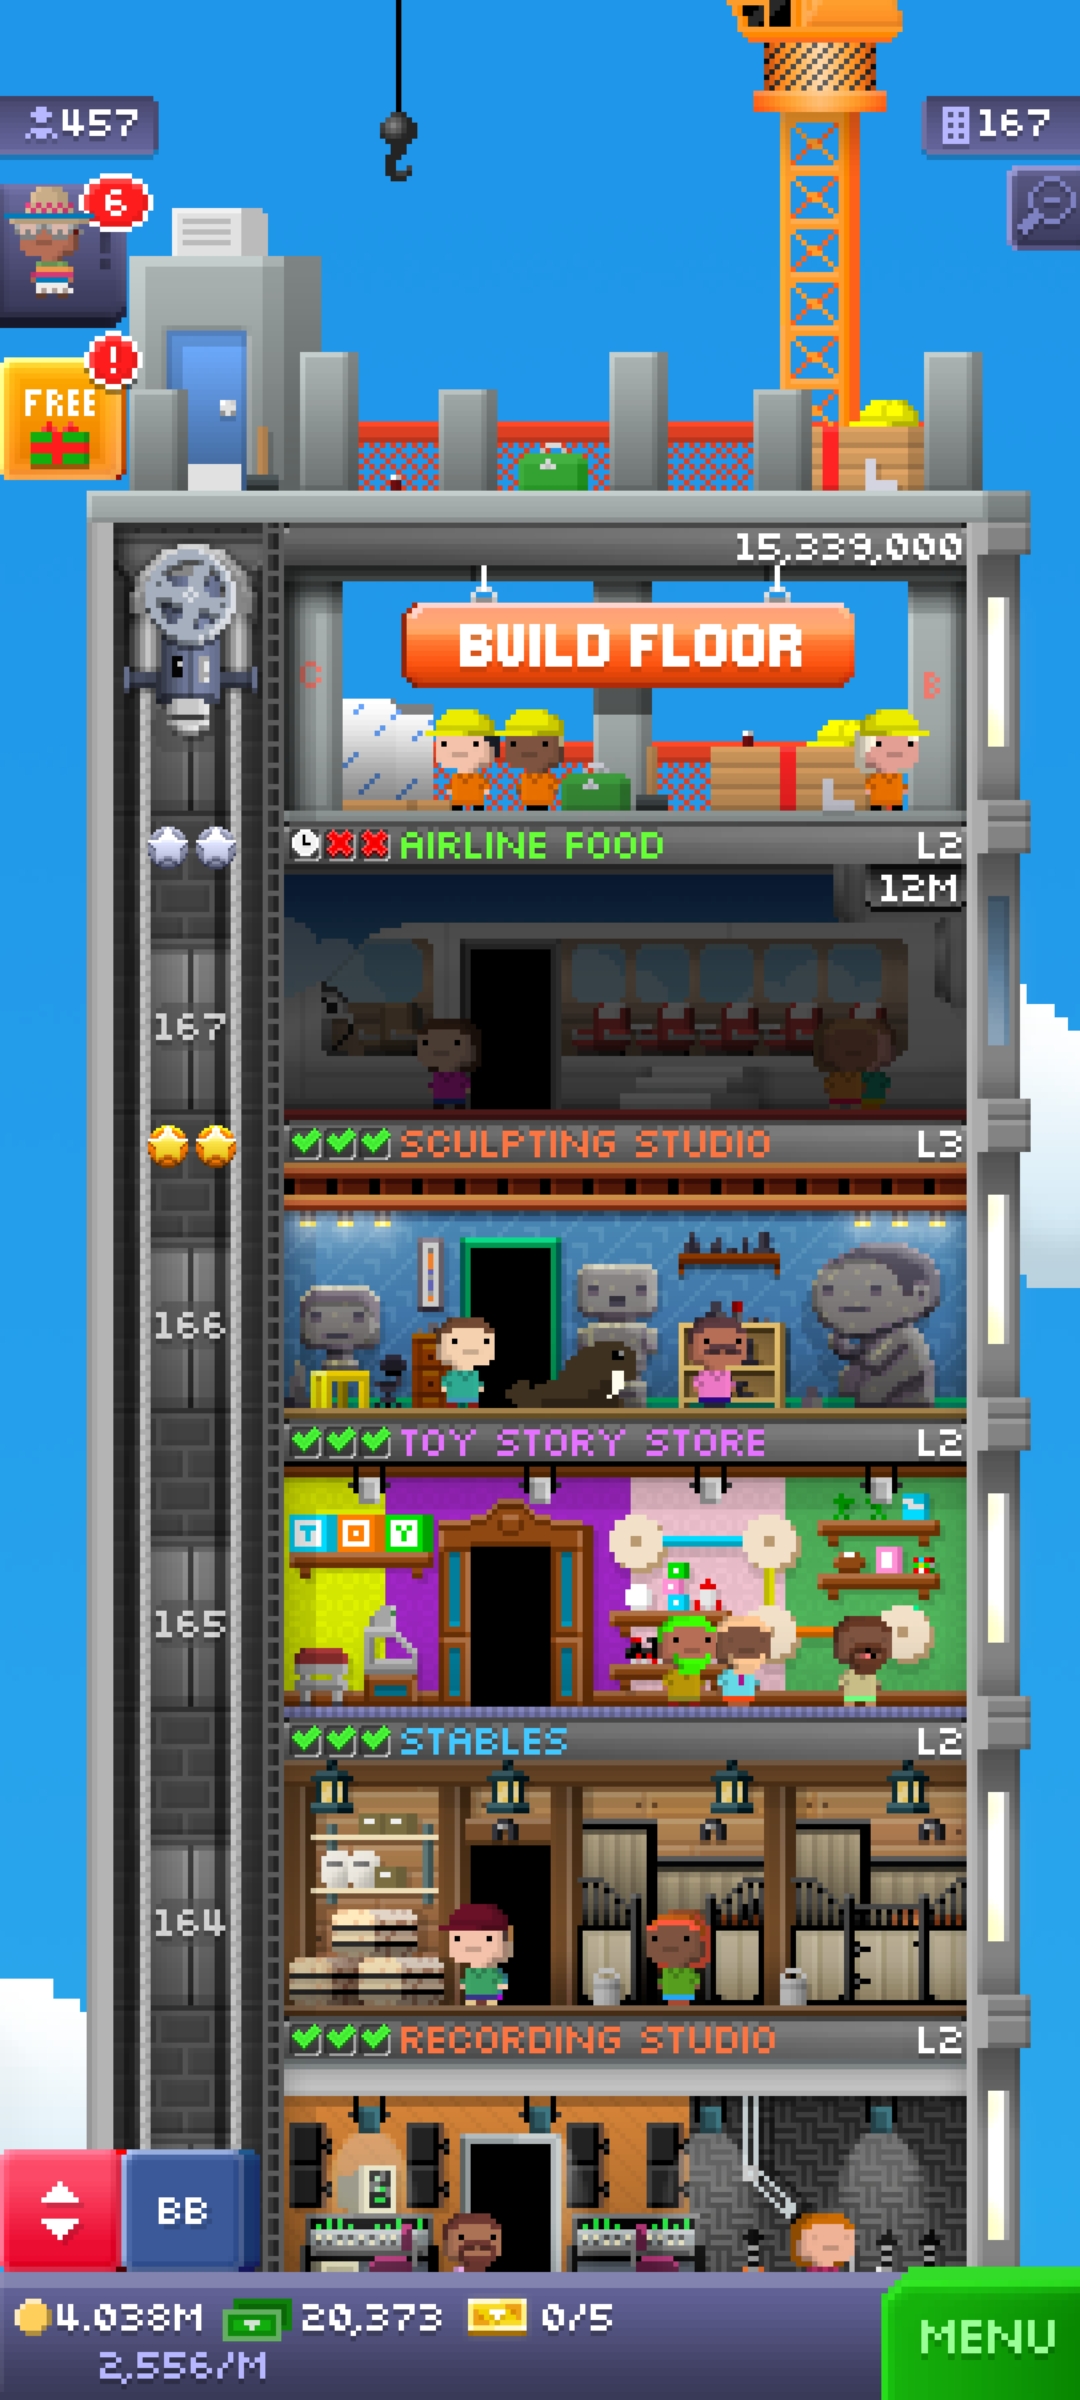 457
167
6
!
FREE
15,339,000
BUILD FLOOR
C
B
AIRLINE FOOD L2
12M
167
SCULPTING STUDIO L3
166
TOY STORY STORE L2
T O Y
165
STABLES L2
164
RECORDING STUDIO L2
BB
4.038M 20,373 0/5
2,556/M
MENU